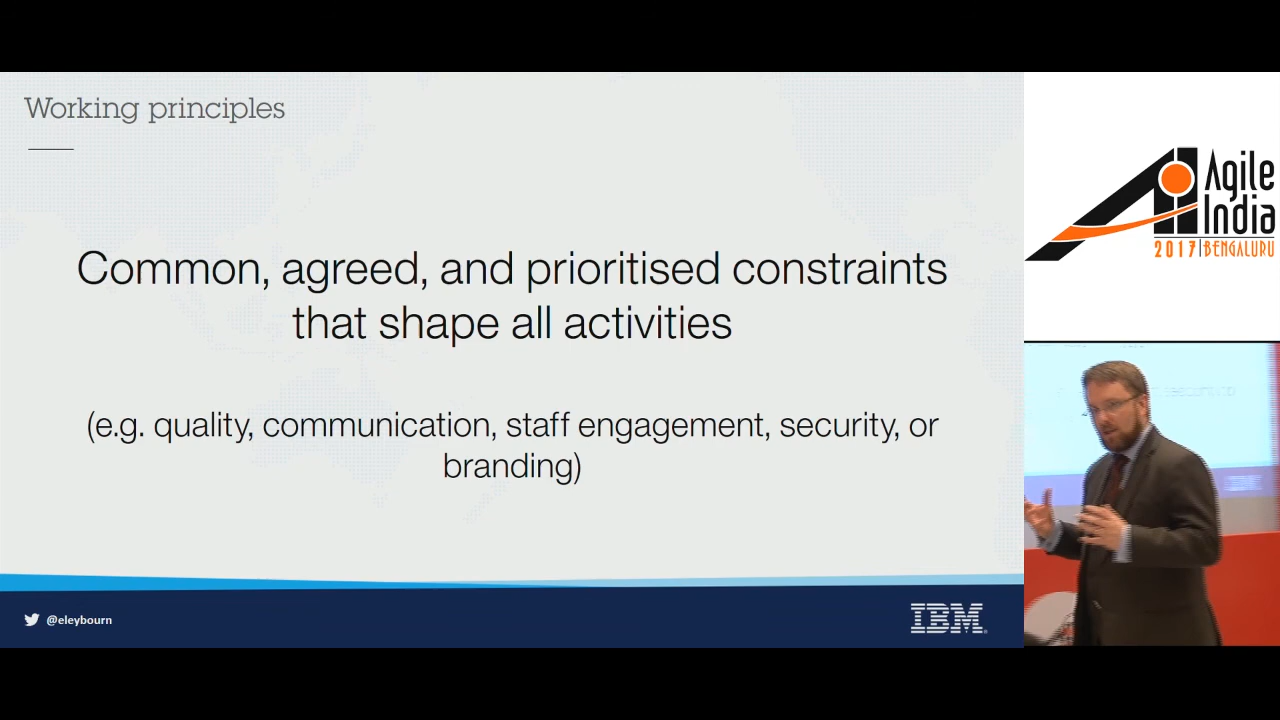 Working principles
Common, agreed, and prioritised constraints
that shape all activities
(e.g. quality, communication, staff engagement, security, or
branding)
@eleybourn
IBM
Agile
India
2017 | BENGALURU